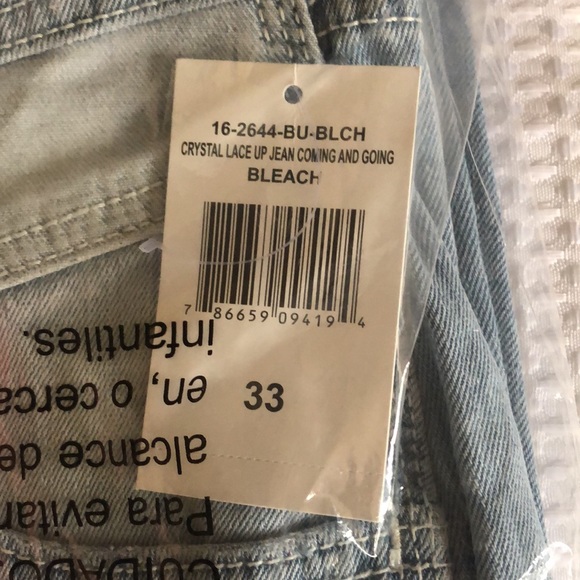 16-2644-BU-BLCH
CRYSTAL LACE UP JEAN COMING AND GOING
BLEACH
7 86659 09419 4
33
CUIDADO
Para evitar
alcance de
en, o cerca
infantiles.